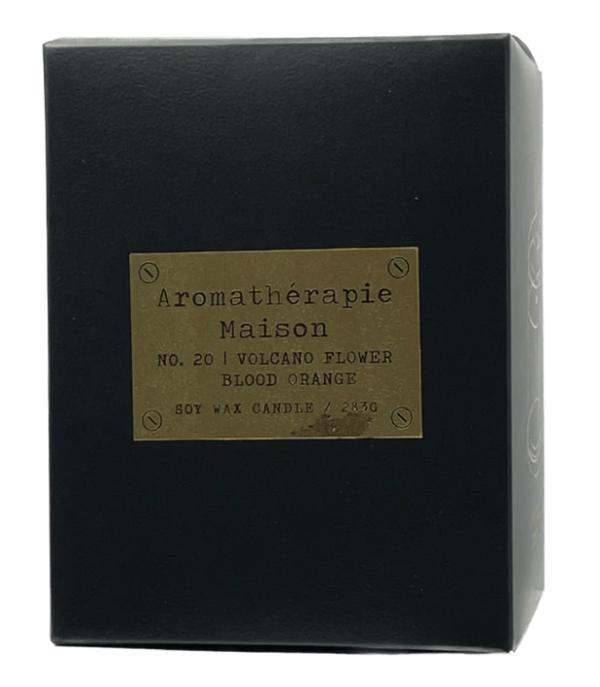 Aromathérapie
Maison
NO. 20 | VOLCANO FLOWER
BLOOD ORANGE
SOY WAX CANDLE / 283G